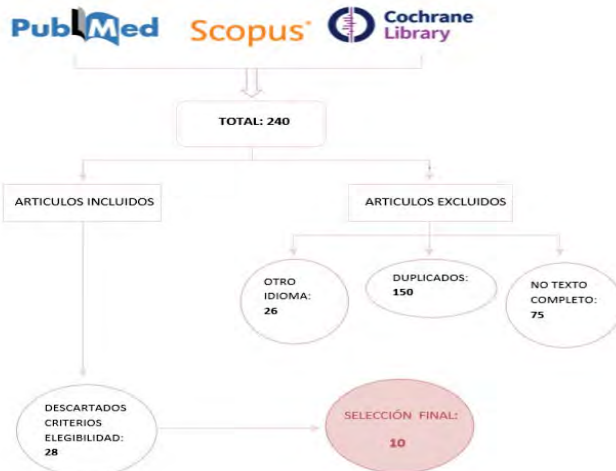 PubMed
Scopus®
Cochrane
Library
TOTAL: 240
ARTICULOS INCLUIDOS
ARTICULOS EXCLUIDOS
OTRO
IDIOMA:
26
DUPLICADOS:
150
NO TEXTO
COMPLETO:
75
DESCARTADOS
CRITERIOS
ELEGIBILIDAD:
28
SELECCIÓN FINAL:
10